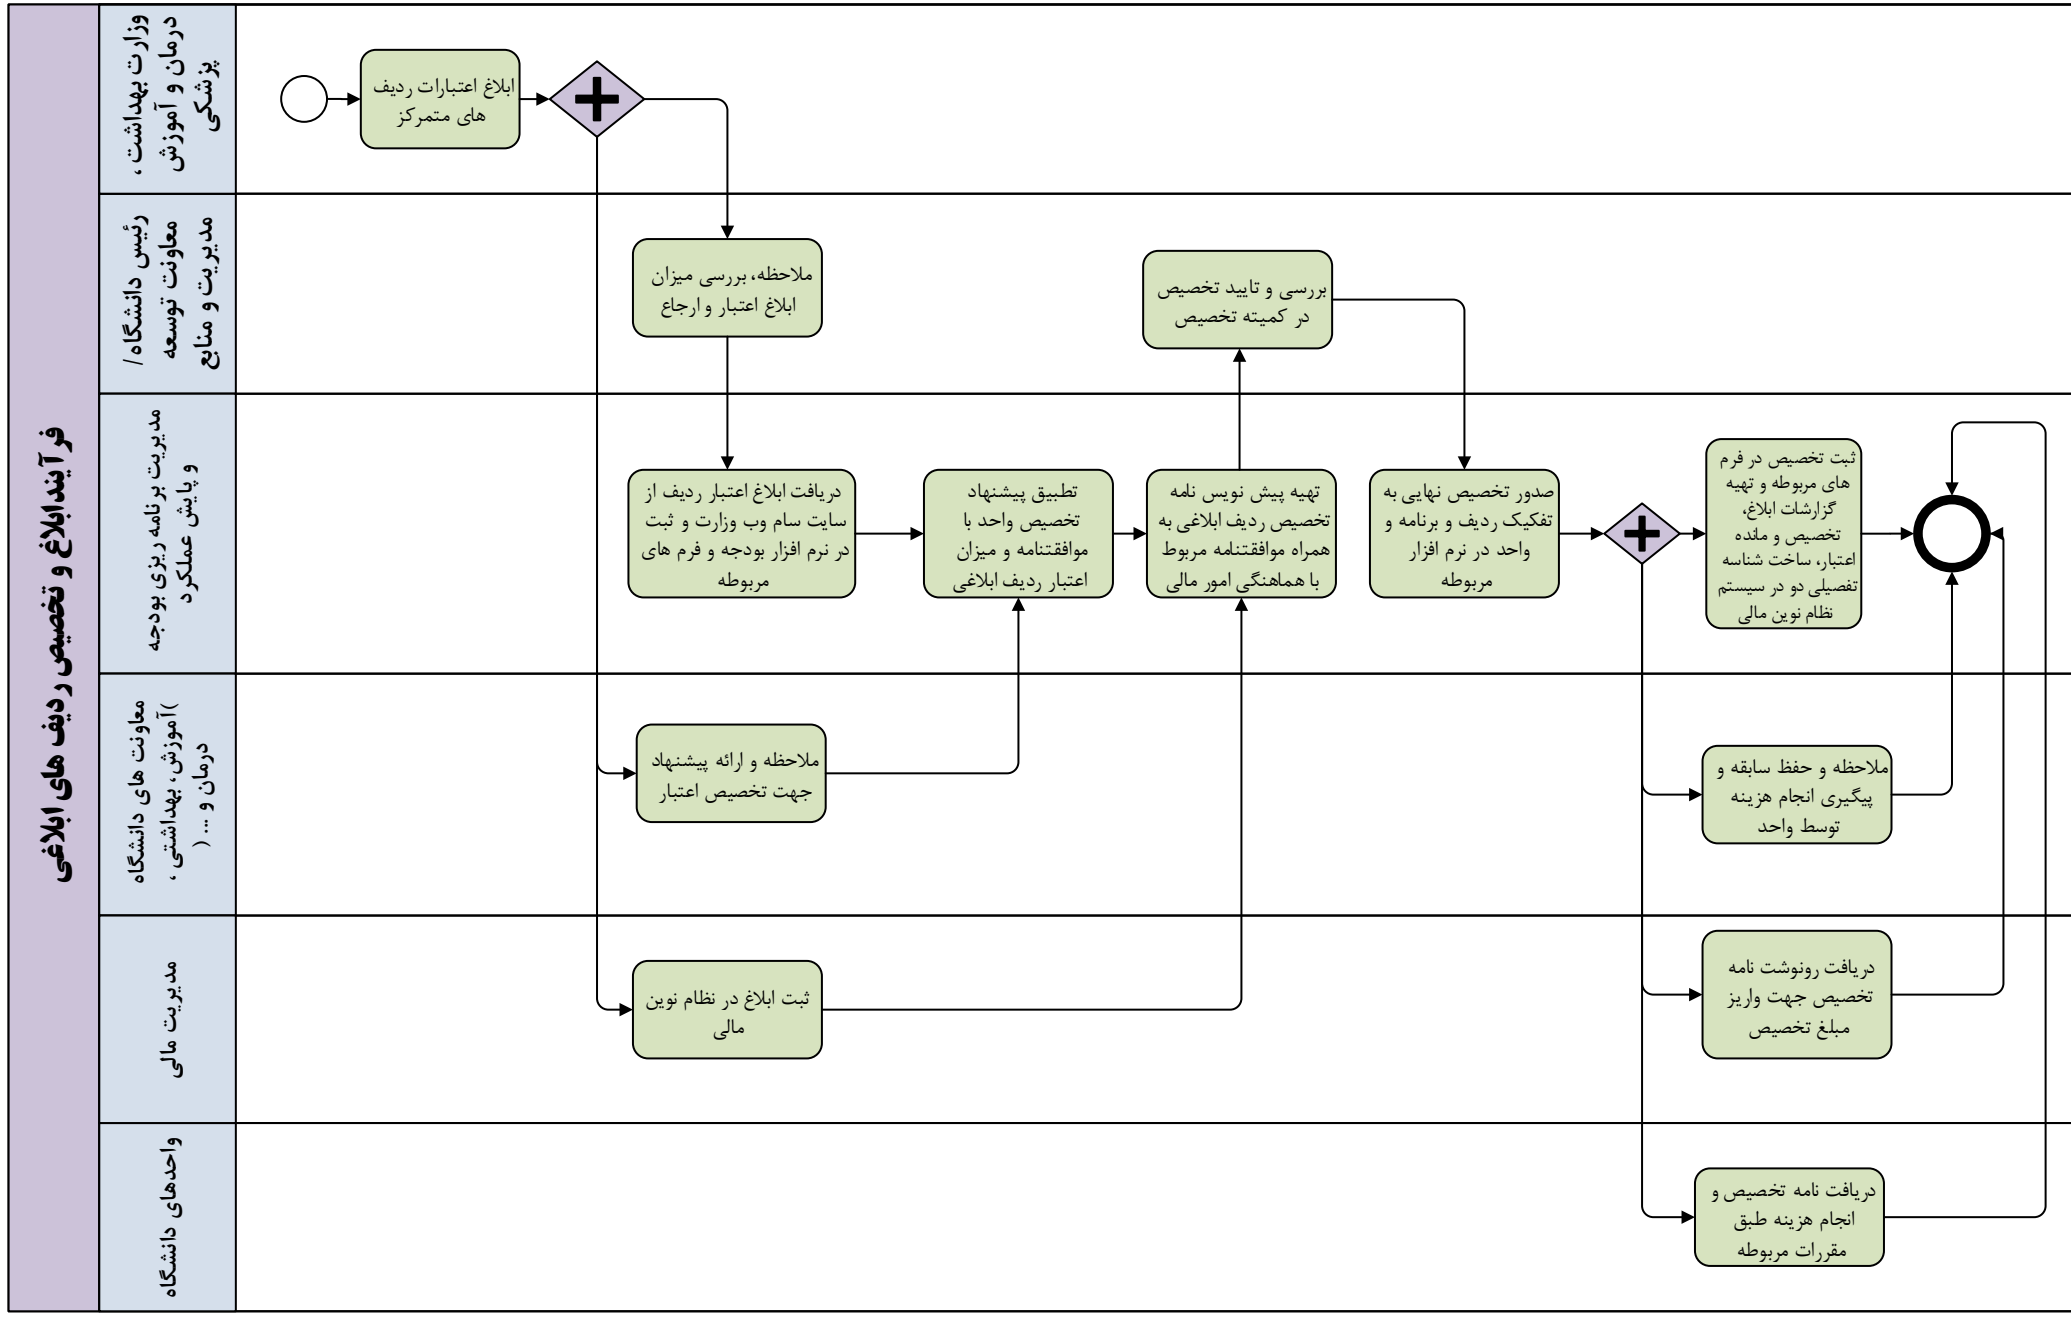 فرآیند ابلاغ و تخصیص ردیف های ابلاغی
وزارت بهداشت ،
درمان و آموزش
پزشکی
ابلاغ اعتبارات ردیف
های متمرکز
رئیس دانشگاه /
معاونت توسعه
مدیریت و منابع
ملاحظه، بررسی میزان
ابلاغ اعتبار و ارجاع
بررسی و تایید تخصیص
در کمیته تخصیص
مدیریت برنامه ریزی بودجه
و پایش عملکرد
دریافت ابلاغ اعتبار ردیف از
سایت سام وب وزارت و ثبت
در نرم افزار بودجه و فرم های
مربوطه
تطبیق پیشنهاد
تخصیص واحد با
موافقتنامه و میزان
اعتبار ردیف ابلاغی
تهیه پیش نویس نامه
تخصیص ردیف ابلاغی به
همراه موافقتنامه مربوط
با هماهنگی امور مالی
صدور تخصیص نهایی به
تفکیک ردیف و برنامه و
واحد در نرم افزار
مربوطه
ثبت تخصیص در فرم
های مربوطه و تهیه
گزارشات ابلاغ،
تخصیص و مانده
اعتبار، ساخت شناسه
تفصیلی دو در سیستم
نظام نوین مالی
معاونت های دانشگاه
)آموزش، بهداشتی ،
درمان و ... (
ملاحظه و ارائه پیشنهاد
جهت تخصیص اعتبار
ملاحظه و حفظ سابقه و
پیگیری انجام هزینه
توسط واحد
مدیریت مالی
ثبت ابلاغ در نظام نوین
مالی
دریافت رونوشت نامه
تخصیص جهت واریز
مبلغ تخصیص
واحدهای دانشگاه
دریافت نامه تخصیص و
انجام هزینه طبق
مقررات مربوطه